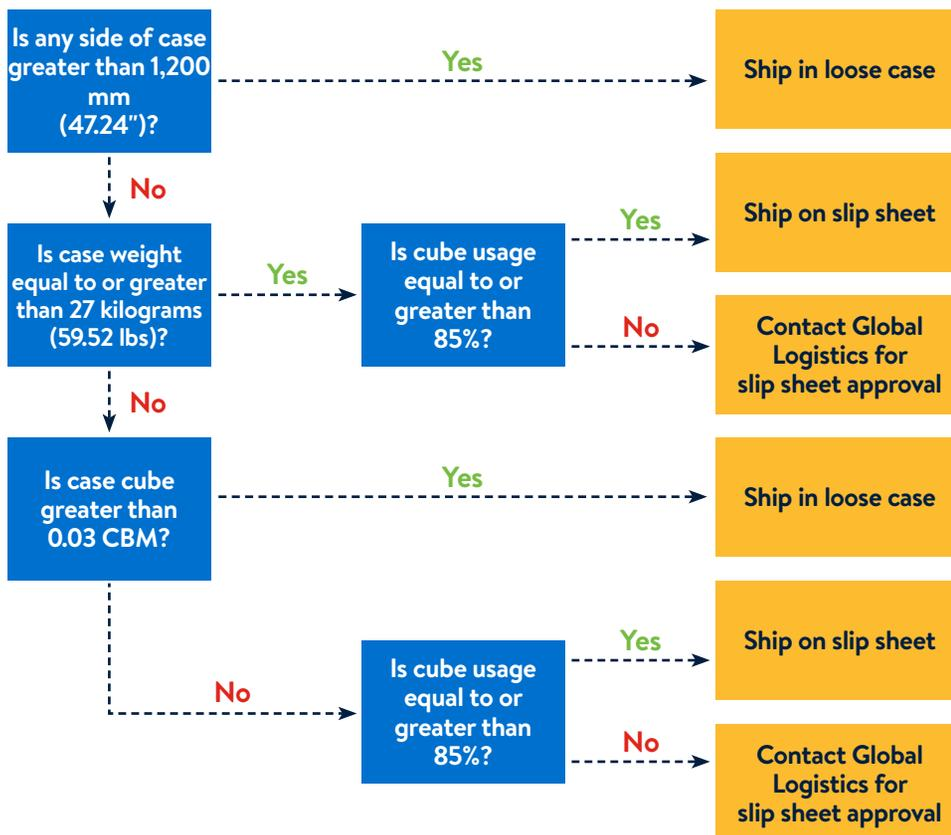 Is any side of case
greater than 1,200
mm
(47.24")?
Yes
Ship in loose case
No
Is case weight
equal to or greater
than 27 kilograms
(59.52 lbs)?
Yes
Is cube usage
equal to or
greater than
85%?
Yes
Ship on slip sheet
No
Contact Global
Logistics for
slip sheet approval
No
Is case cube
greater than
0.03 CBM?
Yes
Ship in loose case
No
Is cube usage
equal to or
greater than
85%?
Yes
Ship on slip sheet
No
Contact Global
Logistics for
slip sheet approval